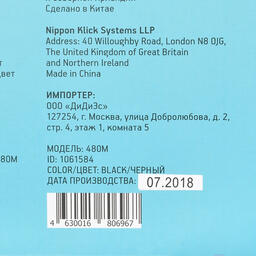 Сделано в Китае
Nippon Klick Systems LLP
Address: 40 Willoughby Road, London N8 0JG,
The United Kingdom of Great Britain
and Northern Ireland
Made in China
ИМПОРТЕР:
ООО «ДиДиЭс»
127254, г. Москва, улица Добролюбова, д. 2,
стр. 4, этаж 1, комната 5
МОДЕЛЬ: 480M
ID: 1061584
COLOR/ЦВЕТ: BLACK/ЧЕРНЫЙ
ДАТА ПРОИЗВОДСТВА: 07.2018
4 630016 806967